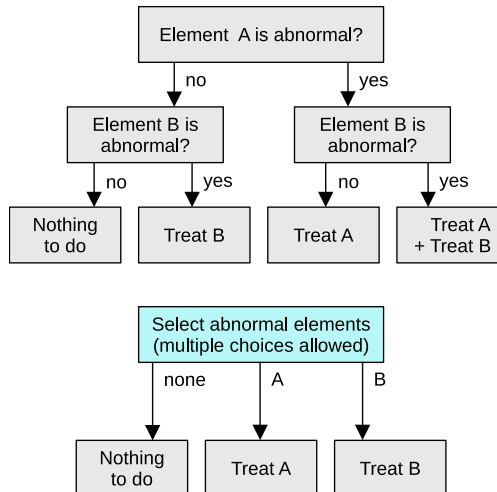 Element A is abnormal?
no
yes
Element B is
abnormal?
Element B is
abnormal?
no
yes
no
yes
Nothing
to do
Treat B
Treat A
Treat A
+ Treat B
Select abnormal elements
(multiple choices allowed)
none
A
B
Nothing
to do
Treat A
Treat B